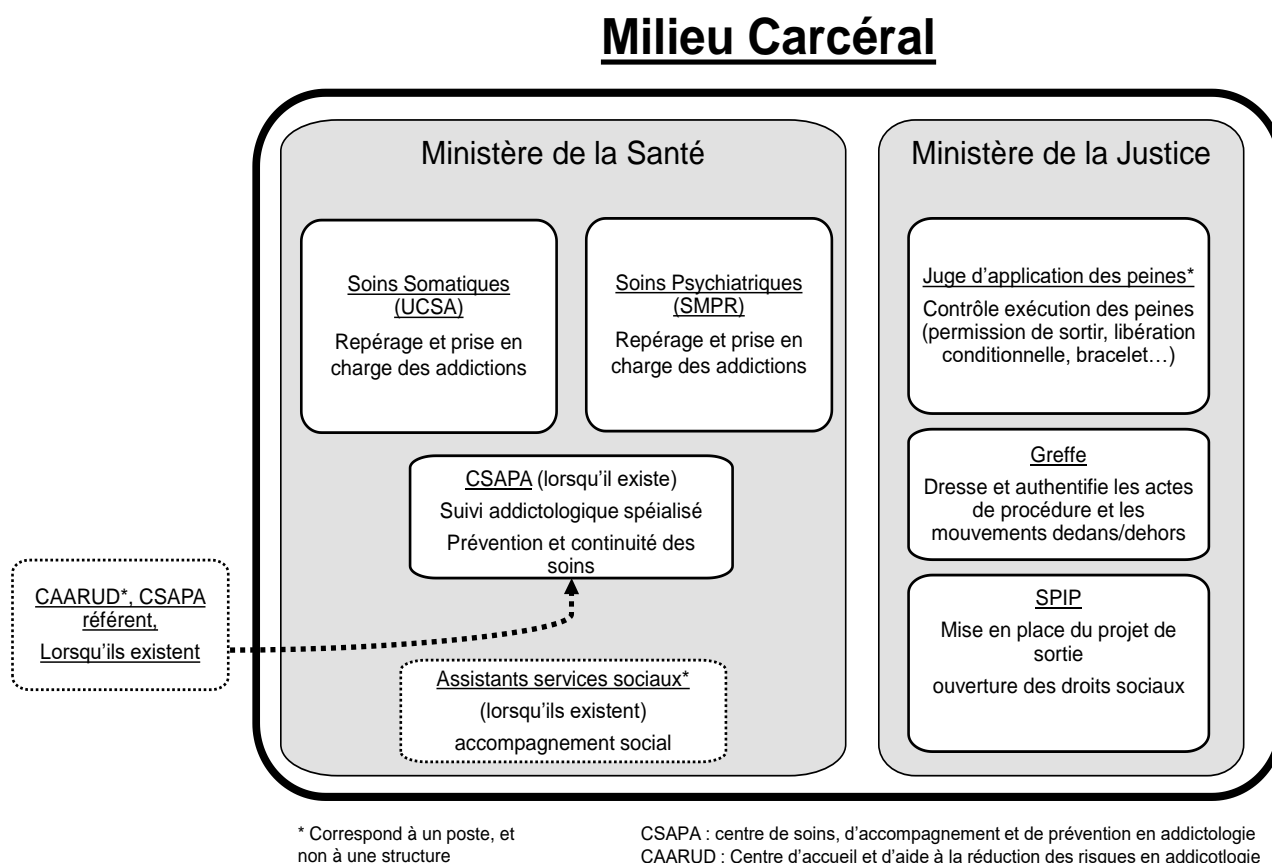 Milieu Carcéral
Ministère de la Santé
Soins Somatiques
(UCSA)
Repérage et prise en
charge des addictions
Soins Psychiatriques
(SMPR)
Repérage et prise en
charge des addictions
CSAPA (lorsqu'il existe)
Suivi addictologique spéialisé
Prévention et continuité des
soins
CAARUD*, CSAPA
référent,
Lorsqu'ils existent
Assistants services sociaux*
(lorsqu'ils existent)
accompagnement social
Ministère de la Justice
Juge d'application des peines*
Contrôle exécution des peines
(permission de sortir, libération
conditionnelle, bracelet…)
Greffe
Dresse et authentifie les actes
de procédure et les
mouvements dedans/dehors
SPIP
Mise en place du projet de
sortie
ouverture des droits sociaux
* Correspond à un poste, et
non à une structure
CSAPA : centre de soins, d'accompagnement et de prévention en addictologie
CAARUD : Centre d'accueil et d'aide à la réduction des risques en addicotlogie